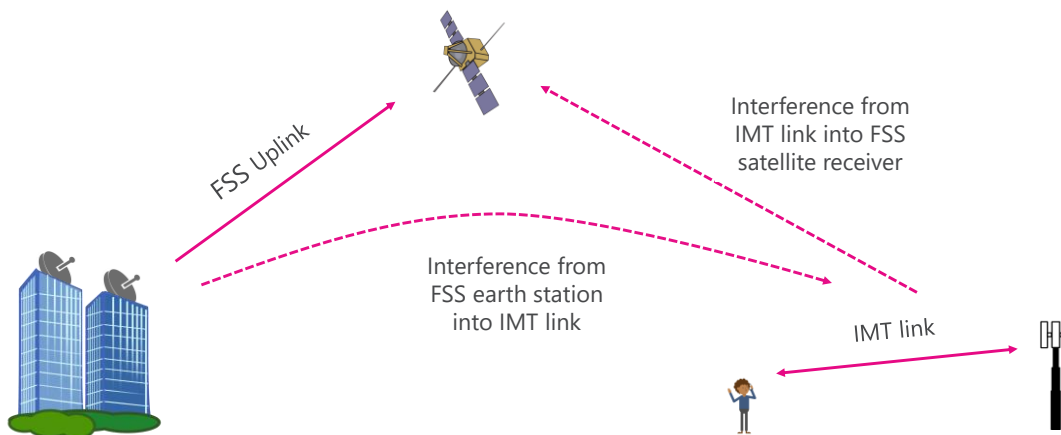 FSS Uplink
Interference from
IMT link into FSS
satellite receiver
Interference from
FSS earth station
into IMT link
IMT link